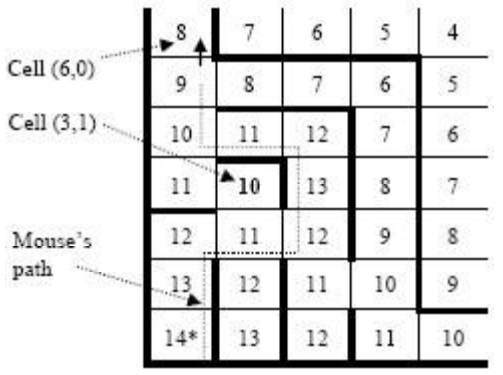 8 7 6 5 4
Cell (6,0)
9 8 7 6 5
Cell (3,1)
10 11 12 7 6
11 10 13 8 7
12 11 12 9 8
Mouse's
path
13 12 11 10 9
14* 13 12 11 10